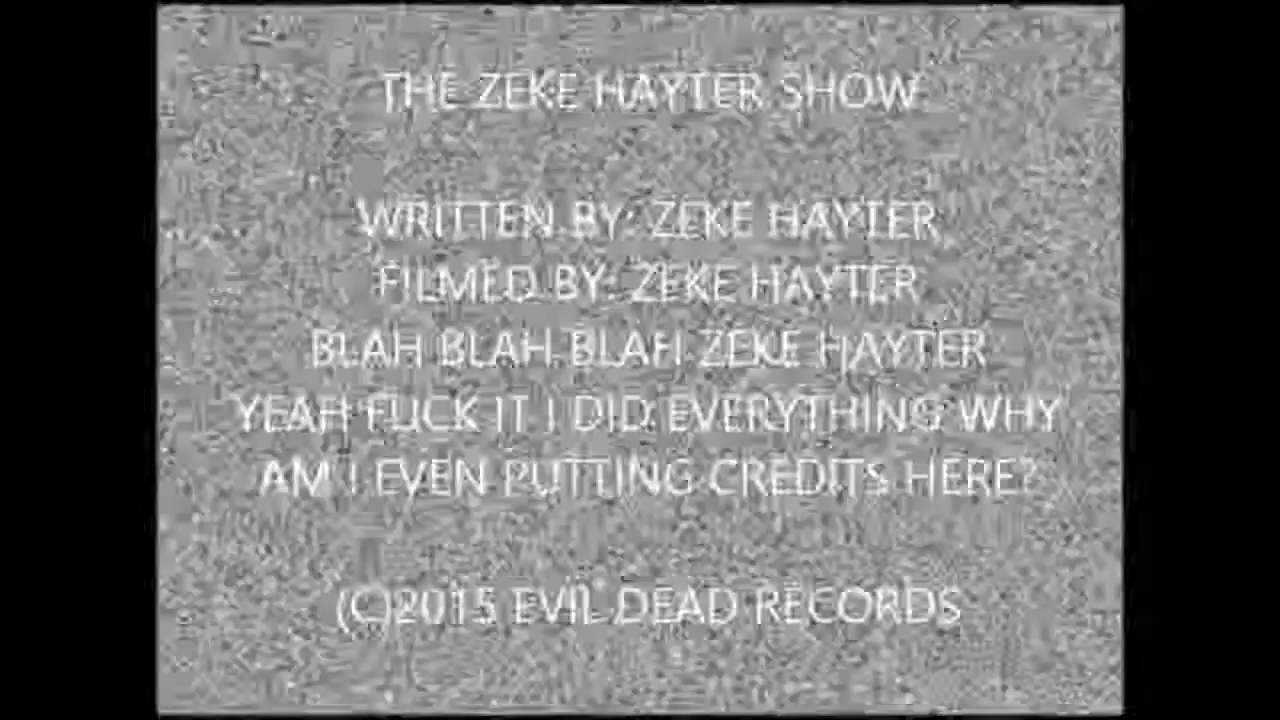 THE ZEKE HAYTER SHOW
WRITTEN BY: ZEKE HAYTER
FILMED BY: ZEKE HAYTER
BLAH BLAH BLAH ZEKE HAYTER
YEAH FUCK IT I DID EVERYTHING WHY
AM I EVEN PUTTING CREDITS HERE?
(C)2015 EVIL DEAD RECORDS